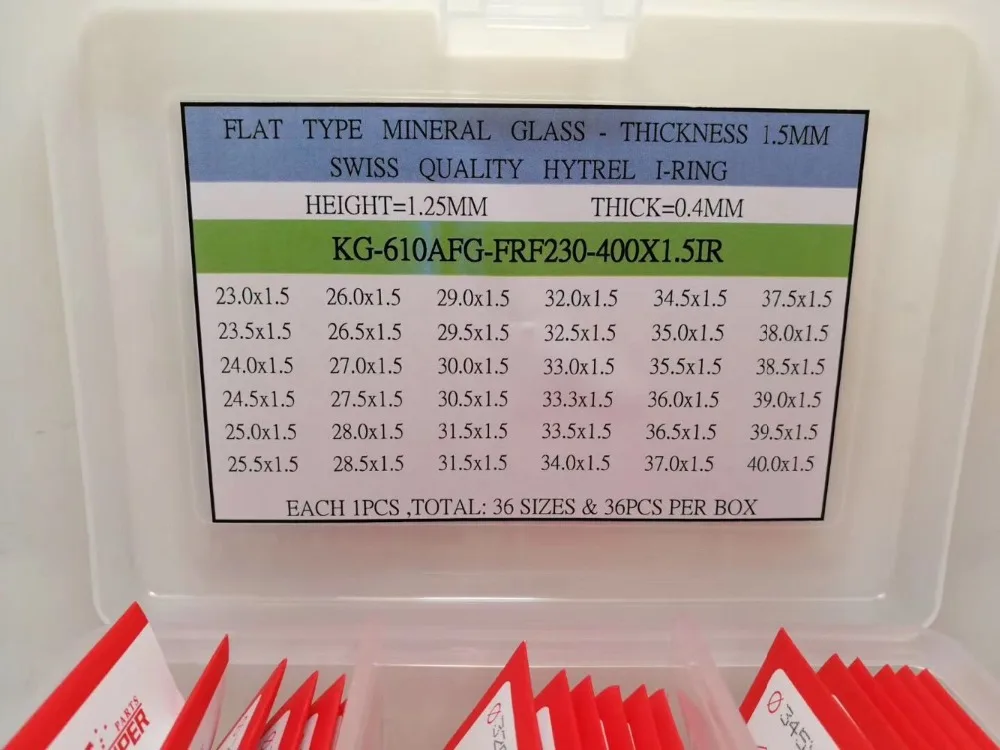 FLAT TYPE MINERAL GLASS - THICKNESS 1.5MM
SWISS QUALITY HYTREL I-RING
HEIGHT=1.25MM THICK=0.4MM
KG-610AFG-FRF230-400X1.5IR
23.0x1.5 26.0x1.5 29.0x1.5 32.0x1.5 34.5x1.5 37.5x1.5
23.5x1.5 26.5x1.5 29.5x1.5 32.5x1.5 35.0x1.5 38.0x1.5
24.0x1.5 27.0x1.5 30.0x1.5 33.0x1.5 35.5x1.5 38.5x1.5
24.5x1.5 27.5x1.5 30.5x1.5 33.3x1.5 36.0x1.5 39.0x1.5
25.0x1.5 28.0x1.5 31.5x1.5 33.5x1.5 36.5x1.5 39.5x1.5
25.5x1.5 28.5x1.5 31.5x1.5 34.0x1.5 37.0x1.5 40.0x1.5
EACH 1PCS ,TOTAL: 36 SIZES & 36PCS PER BOX
PARTS